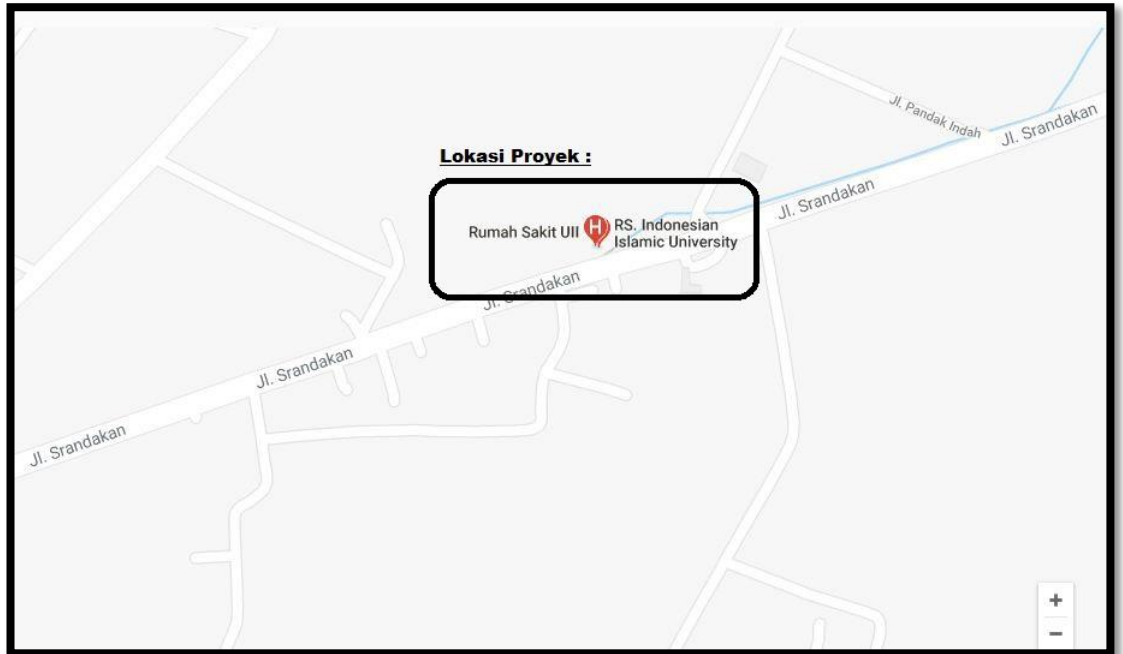 Jl. Pandak Indah
Jl. Srandakan
Lokasi Proyek :
Jl. Srandakan
Rumah Sakit UII
RS. Indonesian
Islamic University
Jl. Srandakan
Jl. Srandakan
Jl. Srandakan
+
−